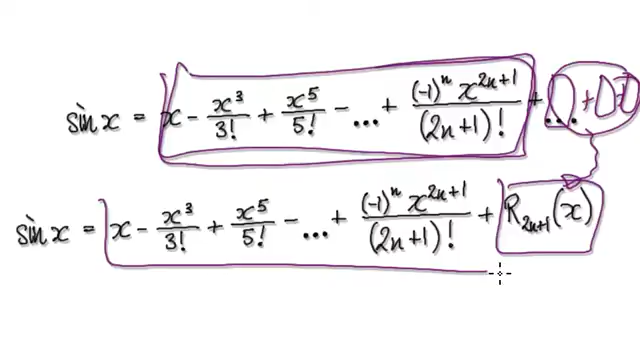 sin x = x - x³/3! + x⁵/5! - ... + (-1)ⁿ x²ⁿ⁺¹/(2n+1)! + ...
sin x = x - x³/3! + x⁵/5! - ... + (-1)ⁿ x²ⁿ⁺¹/(2n+1)! + R₂ₙ₊₁(x)